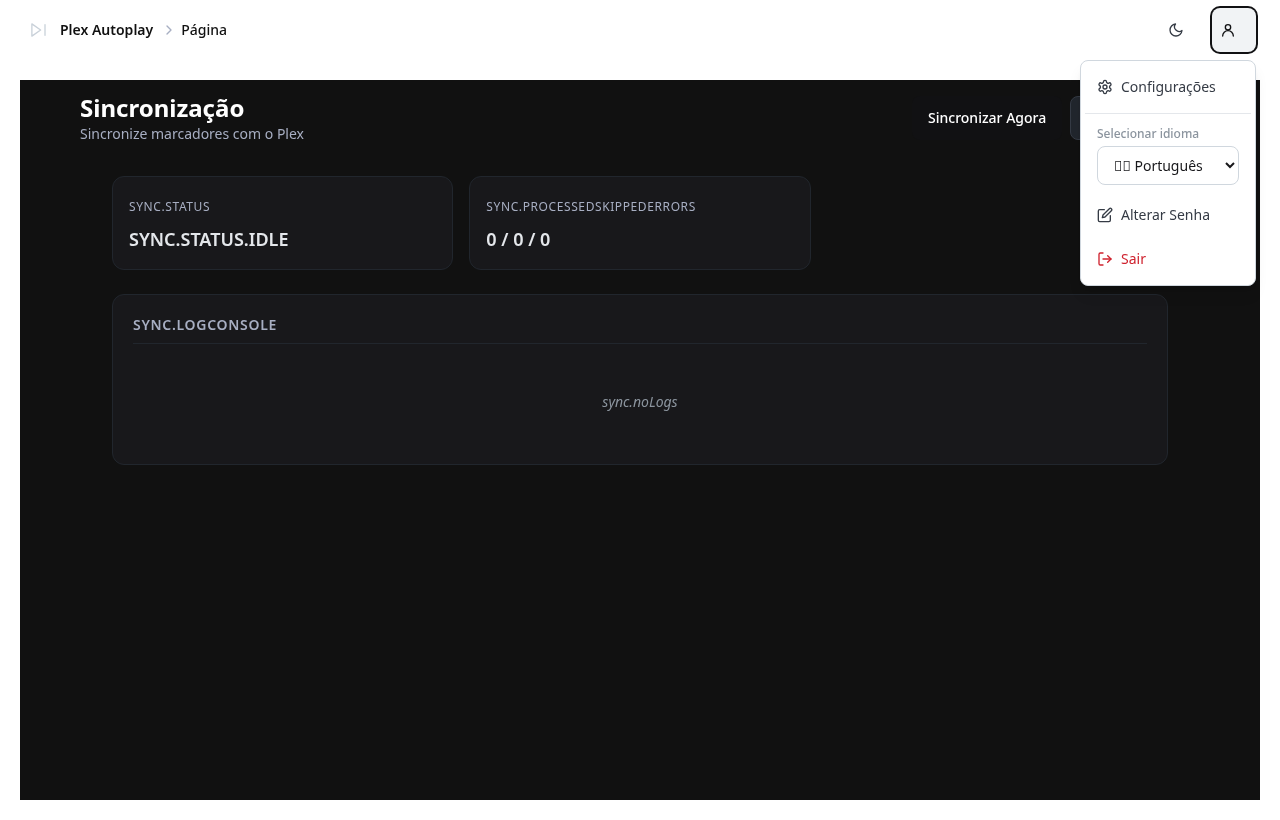 Plex Autoplay
Página
Configurações
Selecionar idioma
Português
Alterar Senha
Sair
Sincronização
Sincronize marcadores com o Plex
Sincronizar Agora
SYNC.STATUS
SYNC.STATUS.IDLE
SYNC.PROCESSEDSKIPPEDERRORS
0 / 0 / 0
SYNC.LOGCONSOLE
sync.noLogs